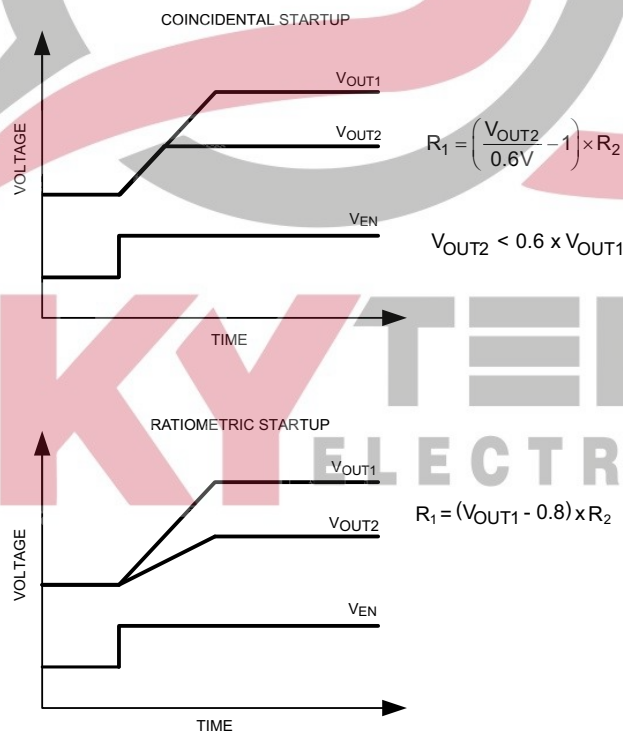 COINCIDENTAL STARTUP
VOLTAGE
VOUT1
VOUT2
VEN
TIME
R1 = (VOUT2/0.6V - 1) × R2
VOUT2 < 0.6 x VOUT1
KY
ELECTR
RATIOMETRIC STARTUP
VOLTAGE
VOUT1
VOUT2
VEN
TIME
R1 = (VOUT1 - 0.8) x R2